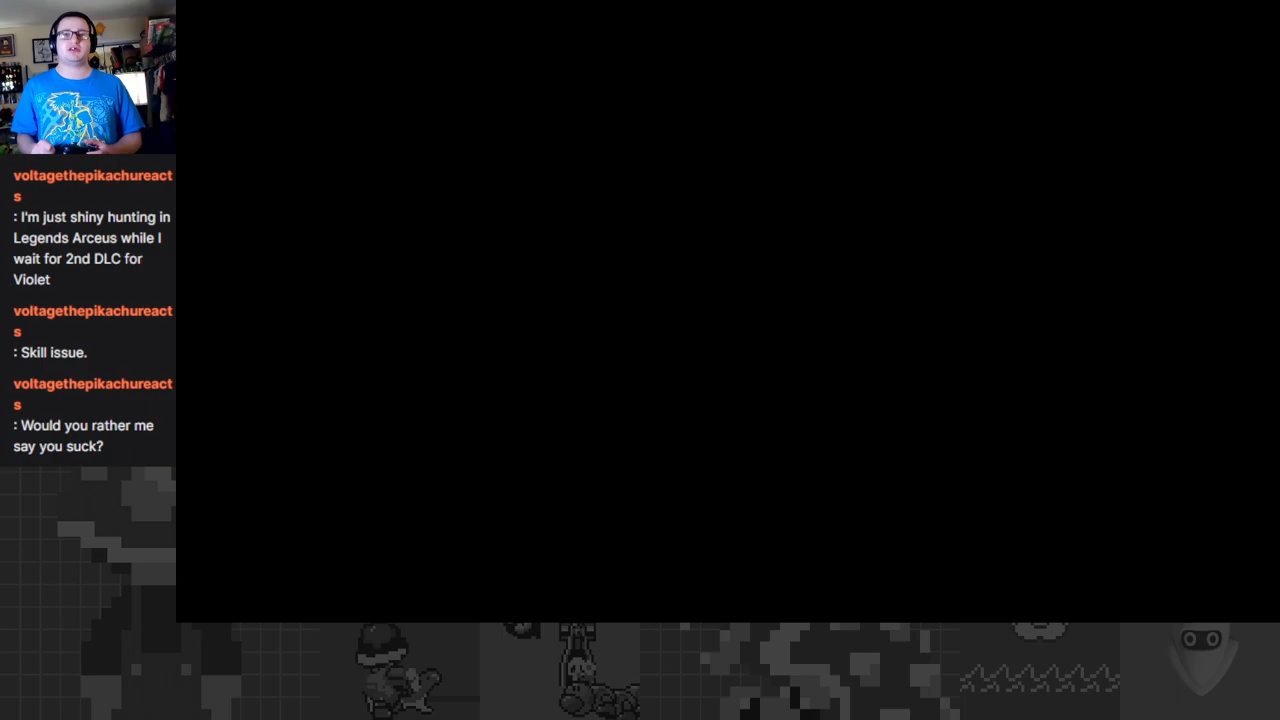 voltagethepikachureact
s
: I'm just shiny hunting in
Legends Arceus while I
wait for 2nd DLC for
Violet
voltagethepikachureact
s
: Skill issue.
voltagethepikachureact
s
: Would you rather me
say you suck?